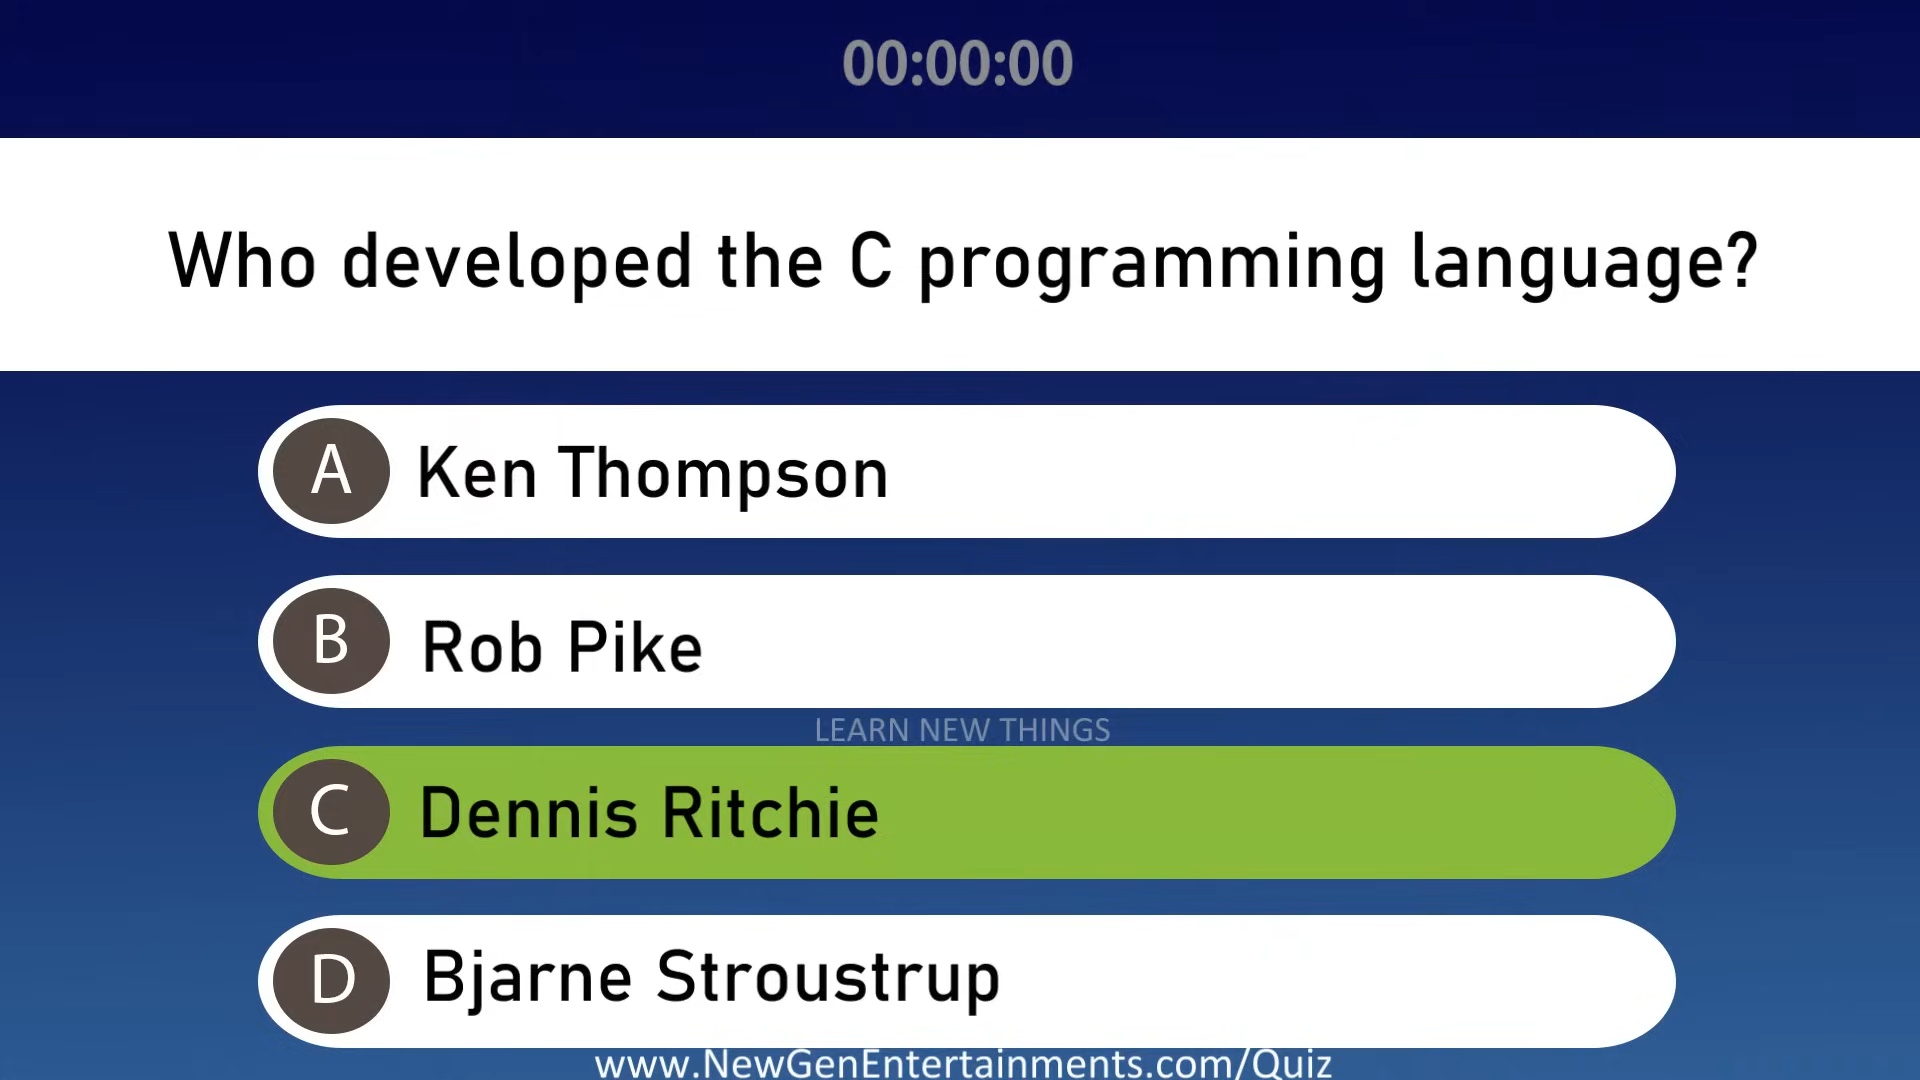 00:00:00
Who developed the C programming language?
A Ken Thompson
B Rob Pike
LEARN NEW THINGS
C Dennis Ritchie
D Bjarne Stroustrup
www.NewGenEntertainments.com/Quiz